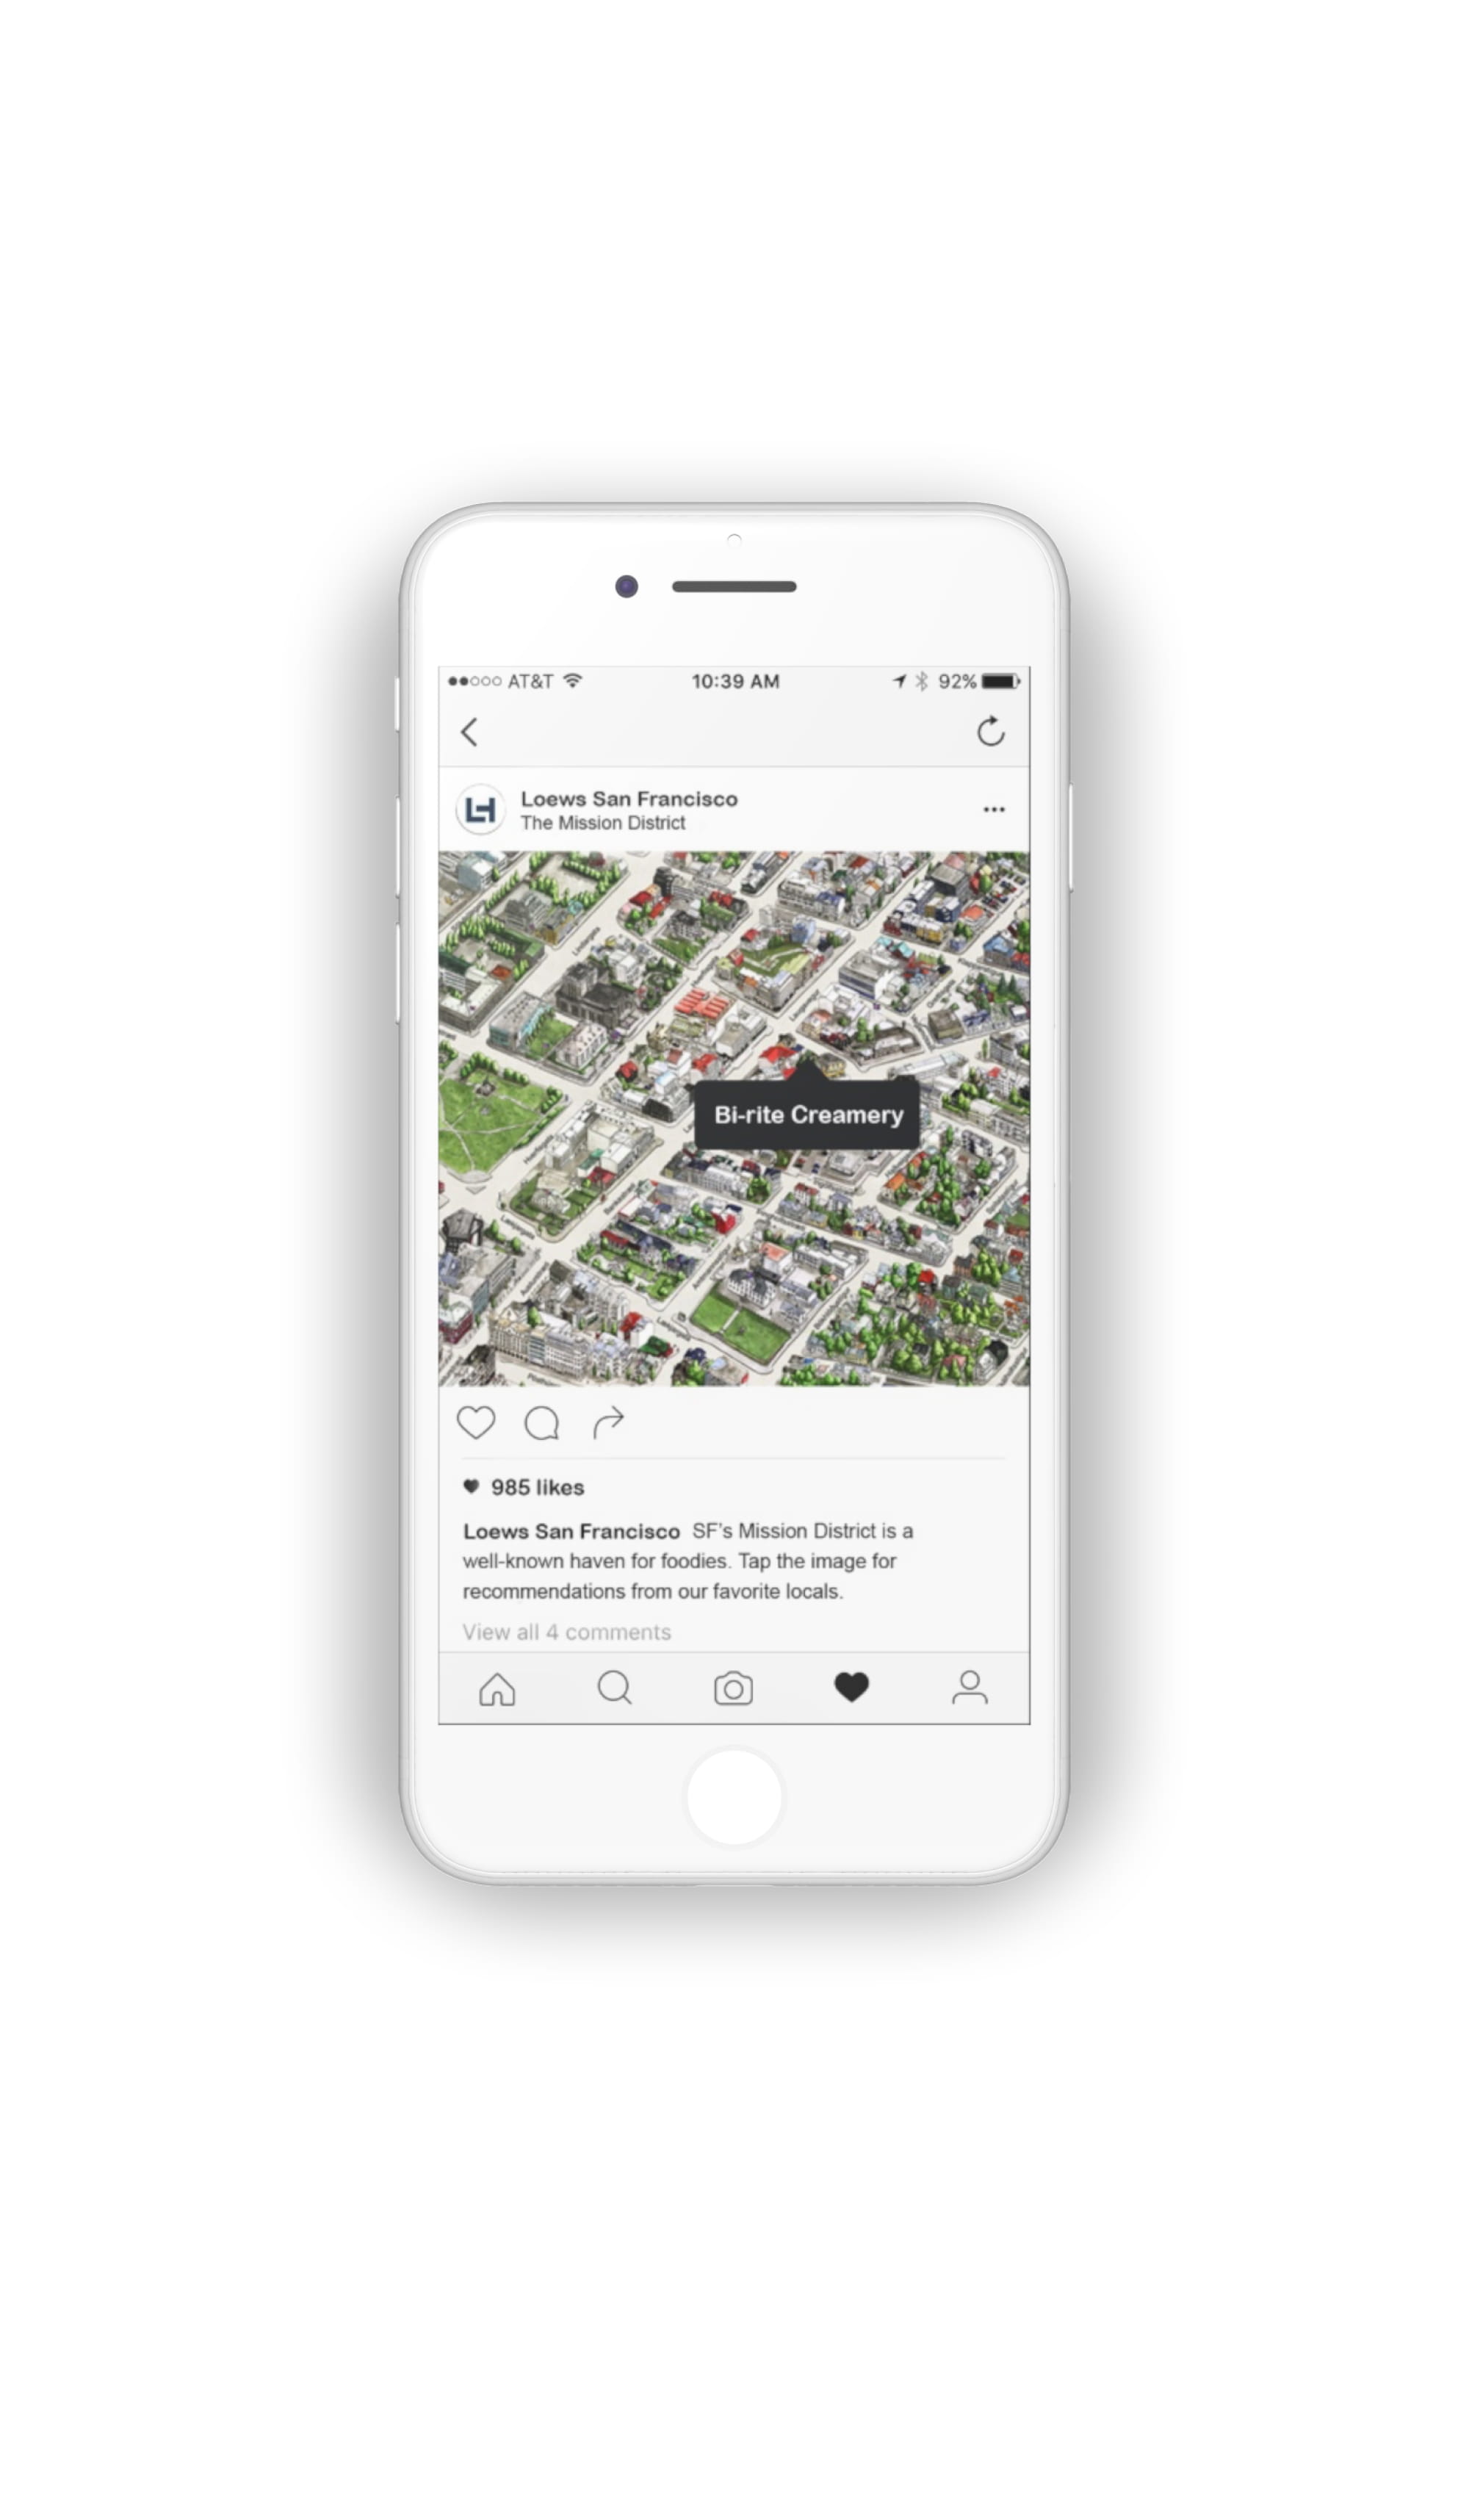 AT&T 10:39 AM 92%
Loews San Francisco
The Mission District
Bi-rite Creamery
985 likes
Loews San Francisco SF's Mission District is a
well-known haven for foodies. Tap the image for
recommendations from our favorite locals.
View all 4 comments